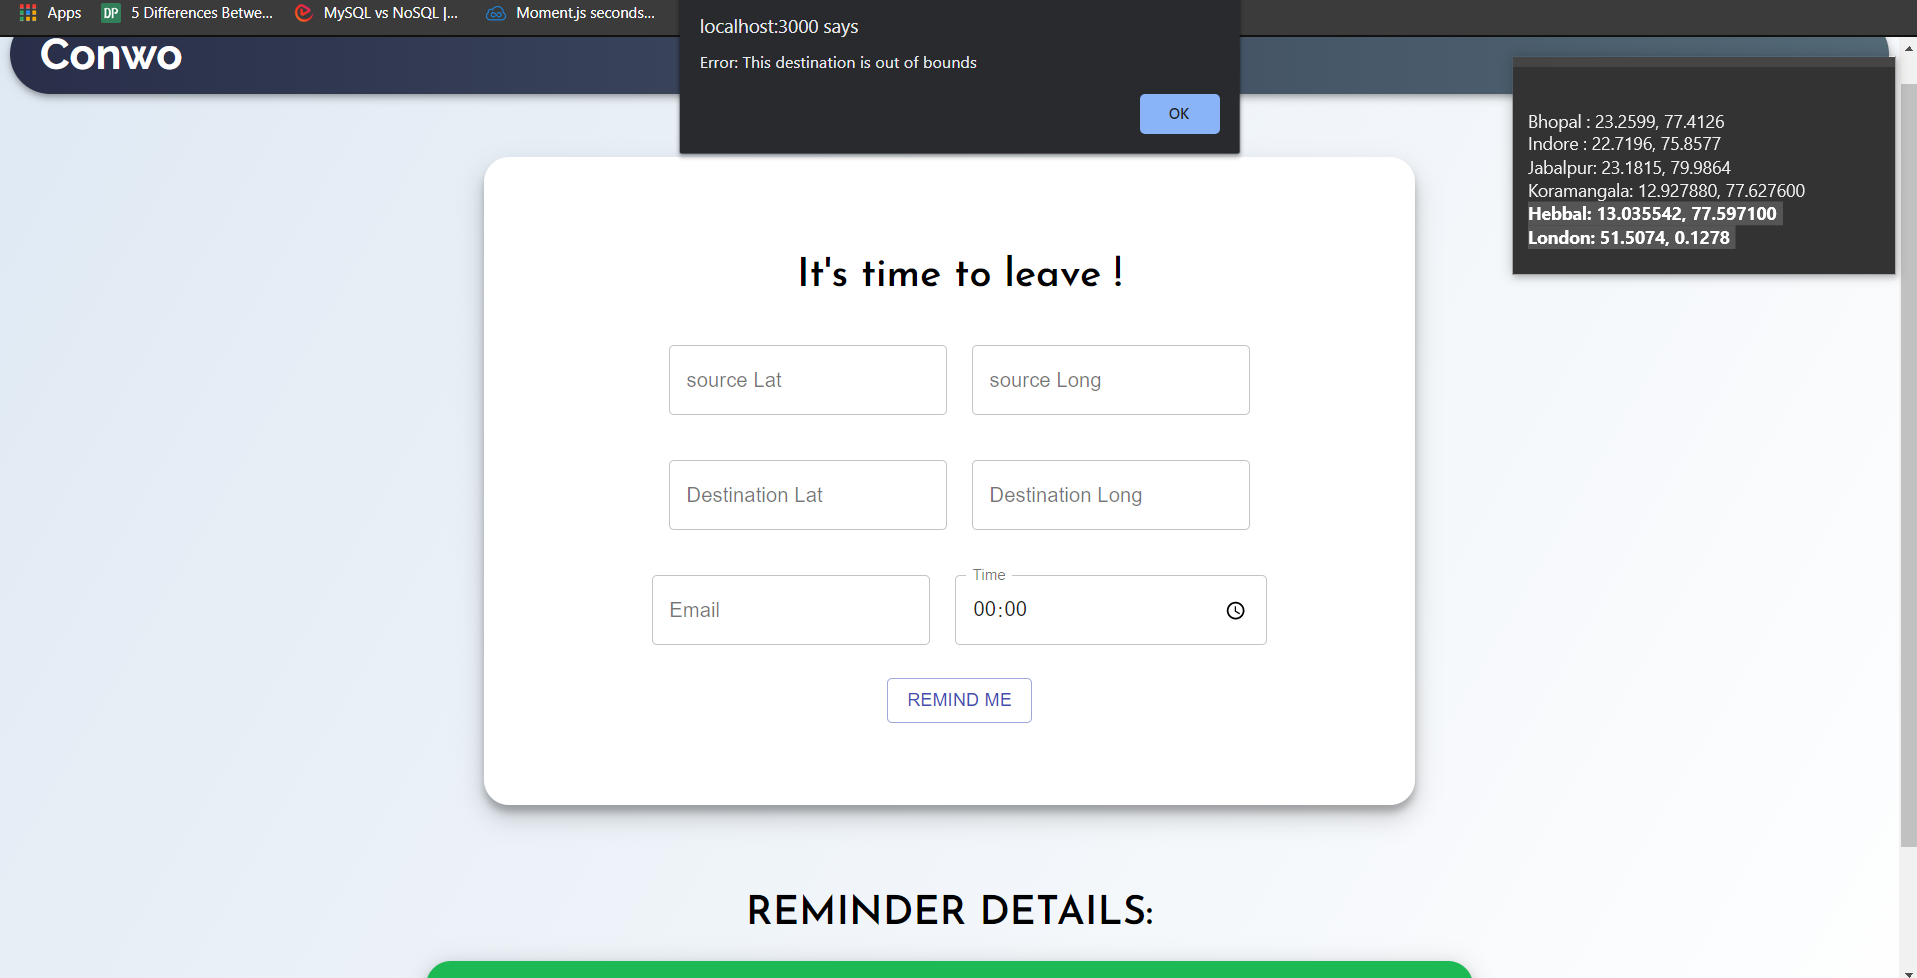 Apps
DP 5 Differences Betwe...
MySQL vs NoSQL |...
Moment.js seconds...
Conwo
localhost:3000 says
Error: This destination is out of bounds
OK
Bhopal : 23.2599, 77.4126
Indore : 22.7196, 75.8577
Jabalpur: 23.1815, 79.9864
Koramangala: 12.927880, 77.627600
Hebbal: 13.035542, 77.597100
London: 51.5074, 0.1278
It's time to leave !
source Lat
source Long
Destination Lat
Destination Long
Email
Time
00:00
REMIND ME
REMINDER DETAILS: